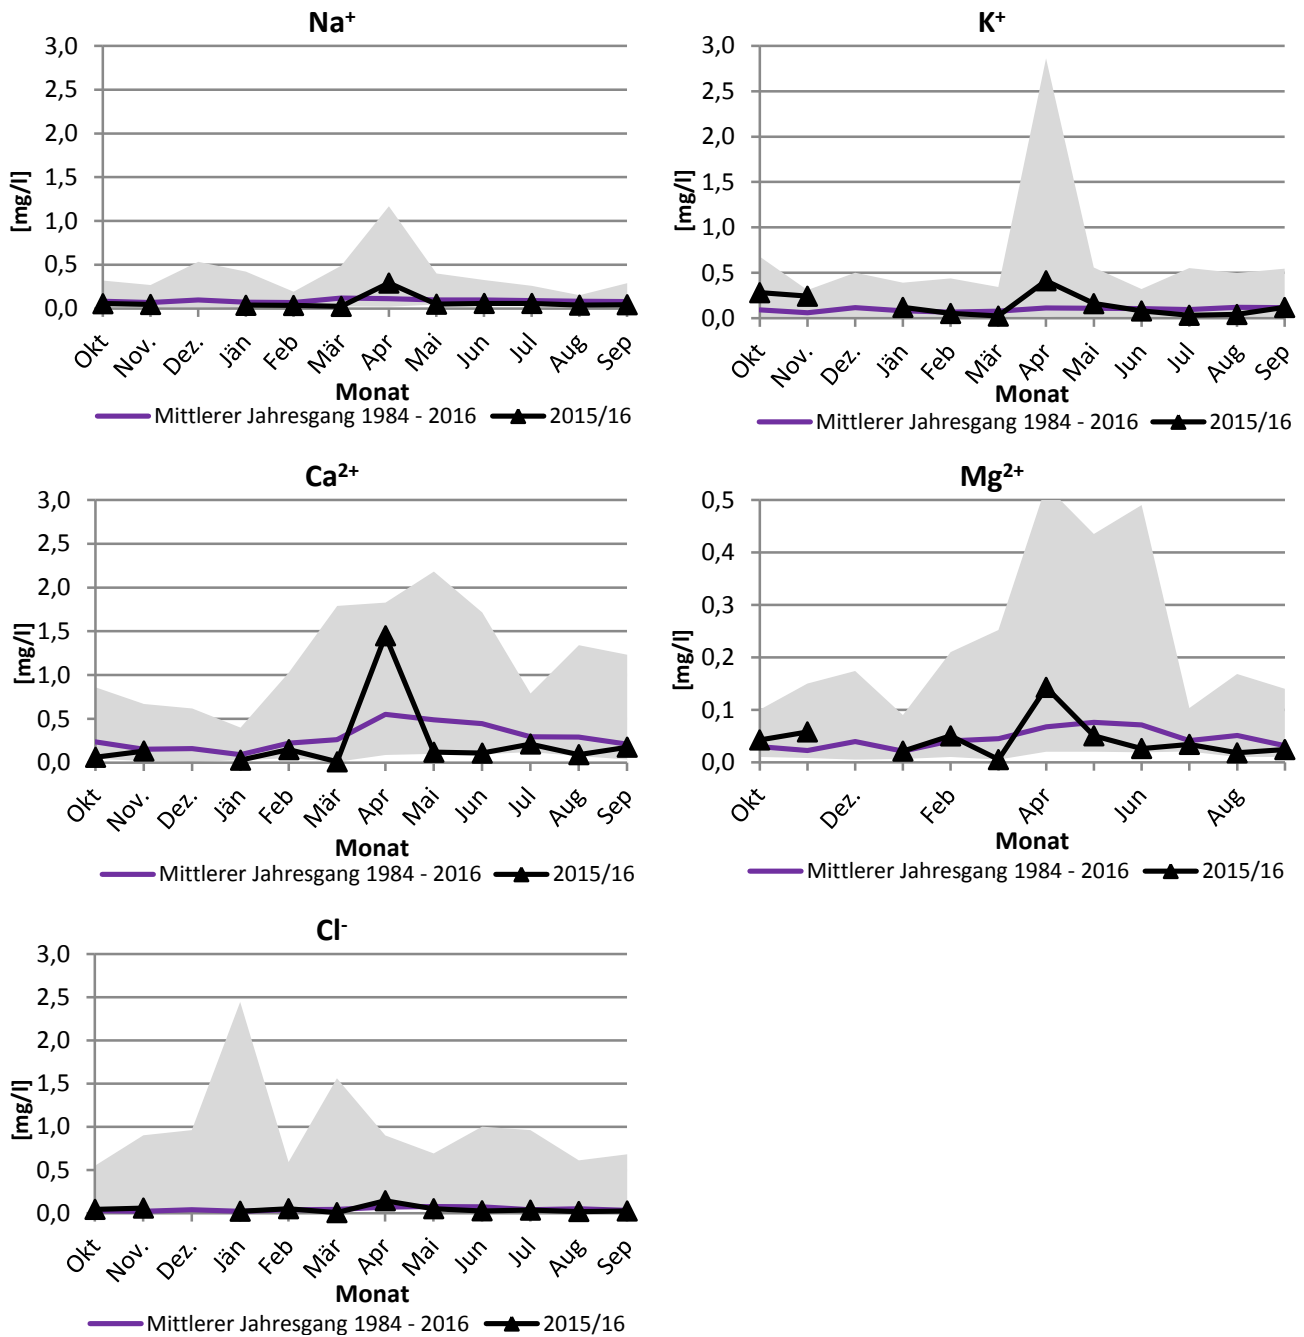 Na⁺
3,0
2,5
2,0
1,5
1,0
0,5
0,0
[mg/l]
Okt Nov. Dez. Jän Feb Mär Apr Mai Jun Jul Aug Sep
Monat
Mittlerer Jahresgang 1984 - 2016 2015/16
K⁺
3,0
2,5
2,0
1,5
1,0
0,5
0,0
Okt Nov. Dez. Jän Feb Mär Apr Mai Jun Jul Aug Sep
Monat
Mittlerer Jahresgang 1984 - 2016 2015/16
Ca²⁺
3,0
2,5
2,0
1,5
1,0
0,5
0,0
[mg/l]
Okt Nov. Dez. Jän Feb Mär Apr Mai Jun Jul Aug Sep
Monat
Mittlerer Jahresgang 1984 - 2016 2015/16
Mg²⁺
0,5
0,4
0,3
0,2
0,1
0,0
[mg/l]
Okt Dez. Feb Apr Jun Aug
Monat
Mittlerer Jahresgang 1984 - 2016 2015/16
Cl⁻
3,0
2,5
2,0
1,5
1,0
0,5
0,0
[mg/l]
Okt Nov. Dez. Jän Feb Mär Apr Mai Jun Jul Aug Sep
Monat
Mittlerer Jahresgang 1984 - 2016 2015/16